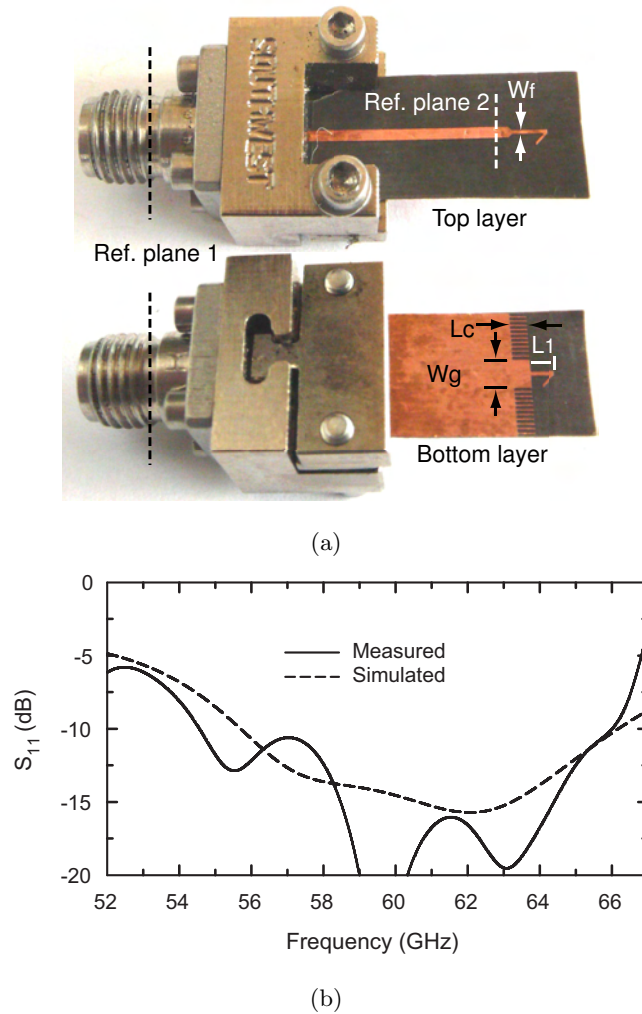 SOUTHWEST
Ref. plane 2
Wf
Top layer
Ref. plane 1
Lc
L1
Wg
Bottom layer
(a)
0
-5
-10
-15
-20
S11 (dB)
Measured
Simulated
52 54 56 58 60 62 64 66
Frequency (GHz)
(b)